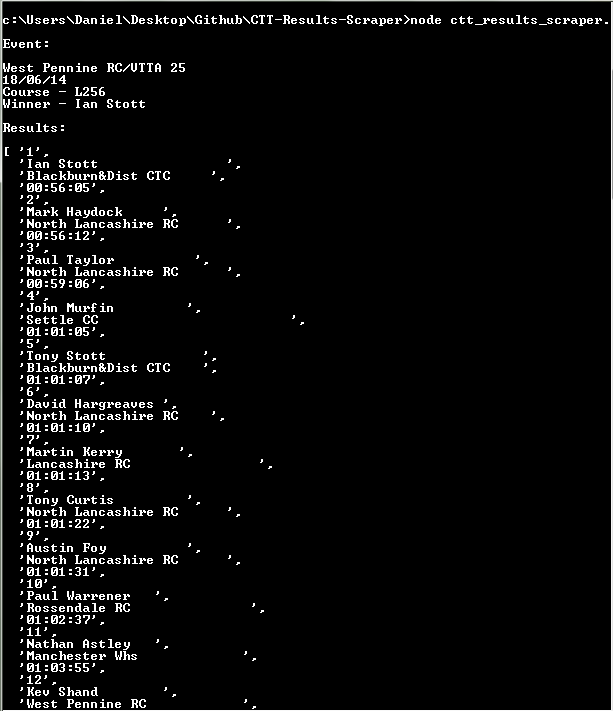 c:\Users\Daniel\Desktop\Github\CTT-Results-Scraper>node ctt_results_scraper.
Event:
West Pennine RC/VTTA 25
18/06/14
Course - L256
Winner - Ian Stott
Results:
[ '1',
'Ian Stott                ',
'Blackburn&Dist CTC     ',
'00:56:05',
'2',
'Mark Haydock     ',
'North Lancashire RC      ',
'00:56:12',
'3',
'Paul Taylor          ',
'North Lancashire RC      ',
'00:59:06',
'4',
'John Murfin         ',
'Settle CC                        ',
'01:01:05',
'5',
'Tony Stott            ',
'Blackburn&Dist CTC    ',
'01:01:07',
'6',
'David Hargreaves ',
'North Lancashire RC    ',
'01:01:10',
'7',
'Martin Kerry       ',
'Lancashire RC                ',
'01:01:13',
'8',
'Tony Curtis         ',
'North Lancashire RC      ',
'01:01:22',
'9',
'Austin Foy          ',
'North Lancashire RC      ',
'01:01:31',
'10',
'Paul Warrener   ',
'Rossendale RC               ',
'01:02:37',
'11',
'Nathan Astley   ',
'Manchester Whs             ',
'01:03:55',
'12',
'Kev Shand        ',
'West Pennine RC            ',